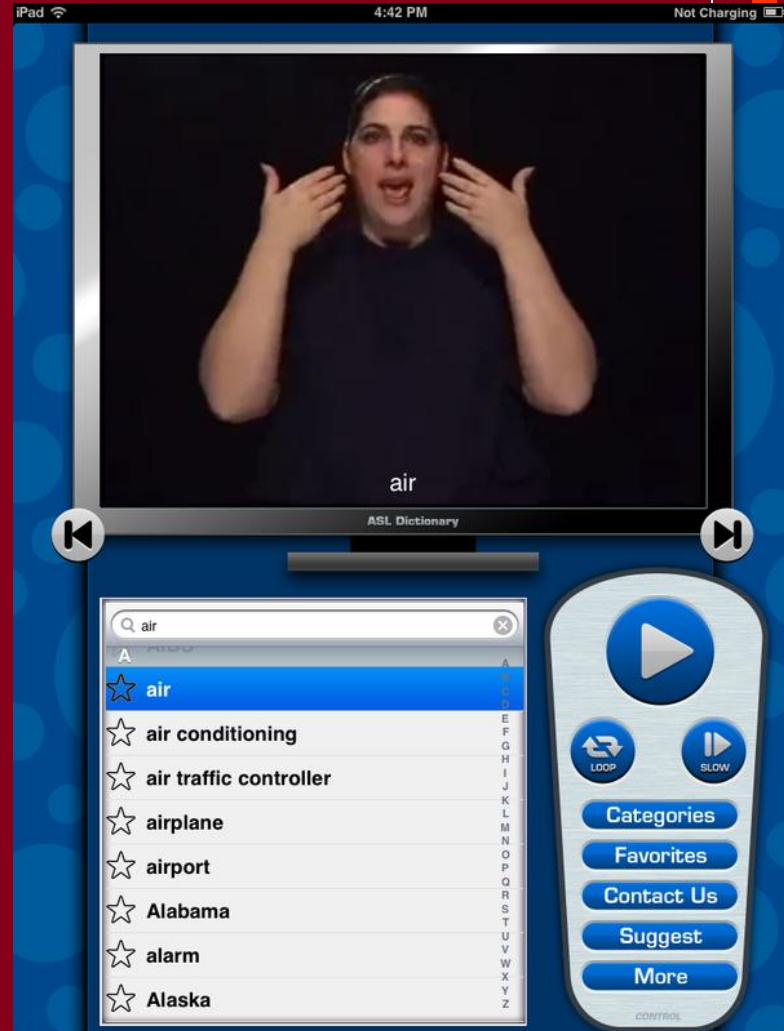 iPad 4:42 PM Not Charging
air
ASL Dictionary
air
A AIDS
air
air conditioning
air traffic controller
airplane
airport
Alabama
alarm
Alaska
A
B
C
D
E
F
G
H
I
J
K
L
M
N
O
P
Q
R
S
T
U
V
W
X
Y
Z
LOOP SLOW
Categories
Favorites
Contact Us
Suggest
More
CONTROL